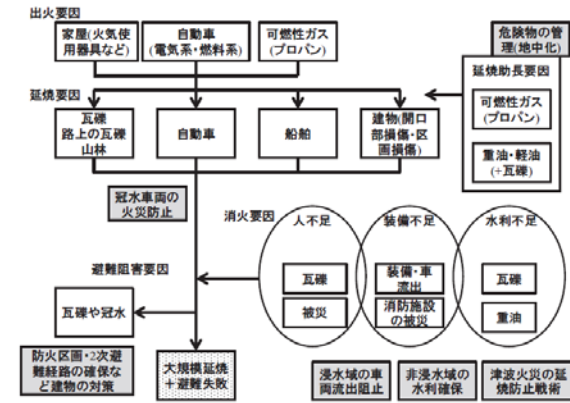 出火要因
家屋(火気使
用器具など)
自動車
(電気系・燃料系)
可燃性ガス
(プロパン)
危険物の管
理(地中化)
延焼助長要因
可燃性ガス
(プロパン)
重油・軽油
(+瓦礫)
延焼要因
瓦礫
路上の瓦礫
山林
自動車
船舶
建物(開口
部損傷・区
画損傷)
冠水車両の
火災防止
消火要因
人不足
装備不足
水利不足
瓦礫
被災
装備・車
流出
消防施設
の被災
瓦礫
重油
避難阻害要因
瓦礫や冠水
防火区画・2次避
難経路の確保な
ど建物の対策
大規模延焼
＋避難失敗
浸水域の車
両流出阻止
非浸水域の
水利確保
津波火災の延
焼防止戦術